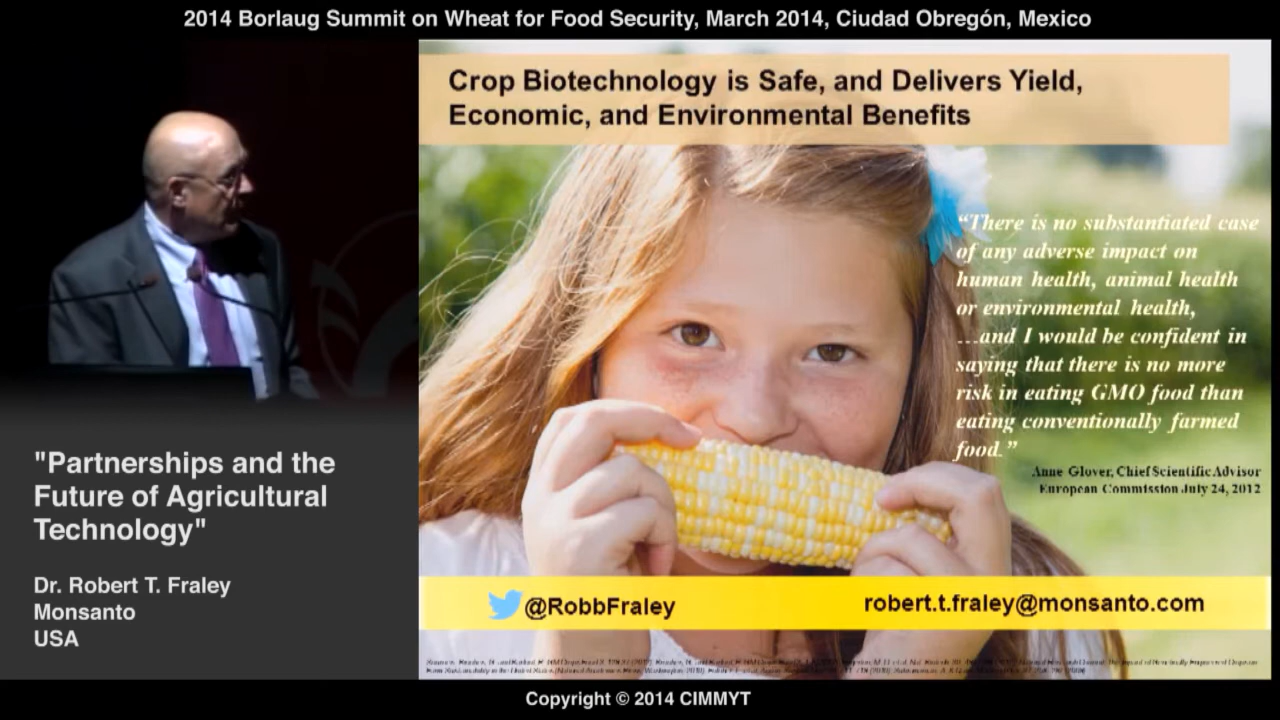 2014 Borlaug Summit on Wheat for Food Security, March 2014, Ciudad Obregón, Mexico
Crop Biotechnology is Safe, and Delivers Yield,
Economic, and Environmental Benefits
“There is no substantiated case
of any adverse impact on
human health, animal health
or environmental health,
…and I would be confident in
saying that there is no more
risk in eating GMO food than
eating conventionally farmed
food.”
Anne Glover, Chief Scientific Advisor
European Commission July 24, 2012
"Partnerships and the
Future of Agricultural
Technology"
Dr. Robert T. Fraley
Monsanto
USA
@RobbFraley
robert.t.fraley@monsanto.com
Copyright © 2014 CIMMYT